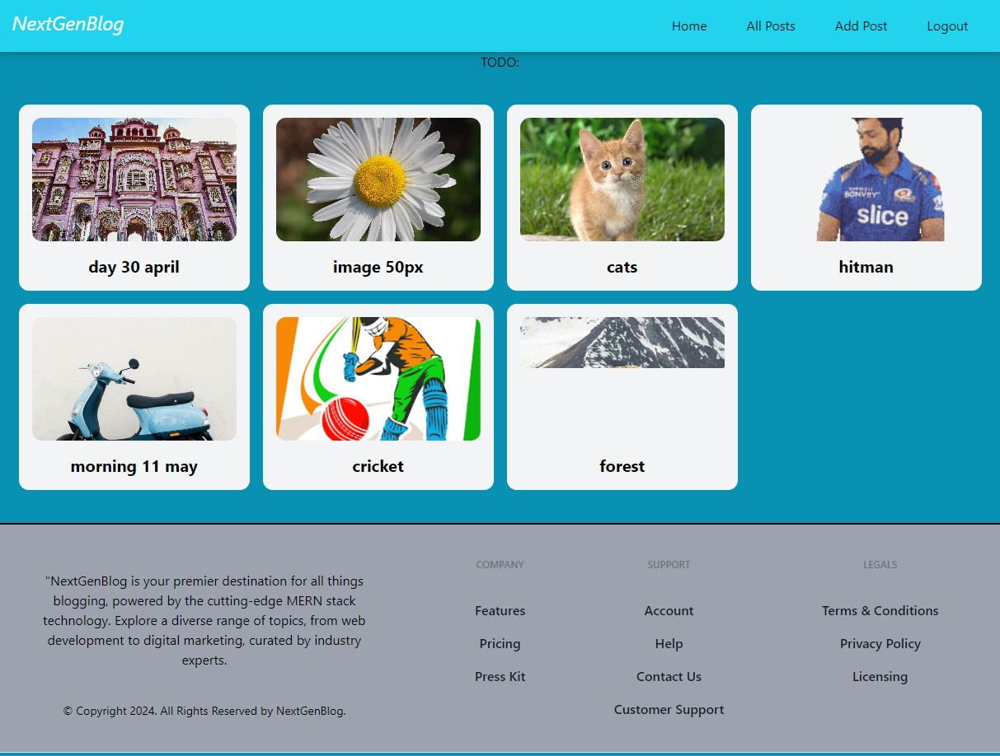 NextGenBlog
Home
All Posts
Add Post
Logout
TODO:
BONVOY
slice
day 30 april
image 50px
cats
hitman
morning 11 may
cricket
forest
"NextGenBlog is your premier destination for all things
blogging, powered by the cutting-edge MERN stack
technology. Explore a diverse range of topics, from web
development to digital marketing, curated by industry
experts.
© Copyright 2024. All Rights Reserved by NextGenBlog.
COMPANY
Features
Pricing
Press Kit
SUPPORT
Account
Help
Contact Us
Customer Support
LEGALS
Terms & Conditions
Privacy Policy
Licensing